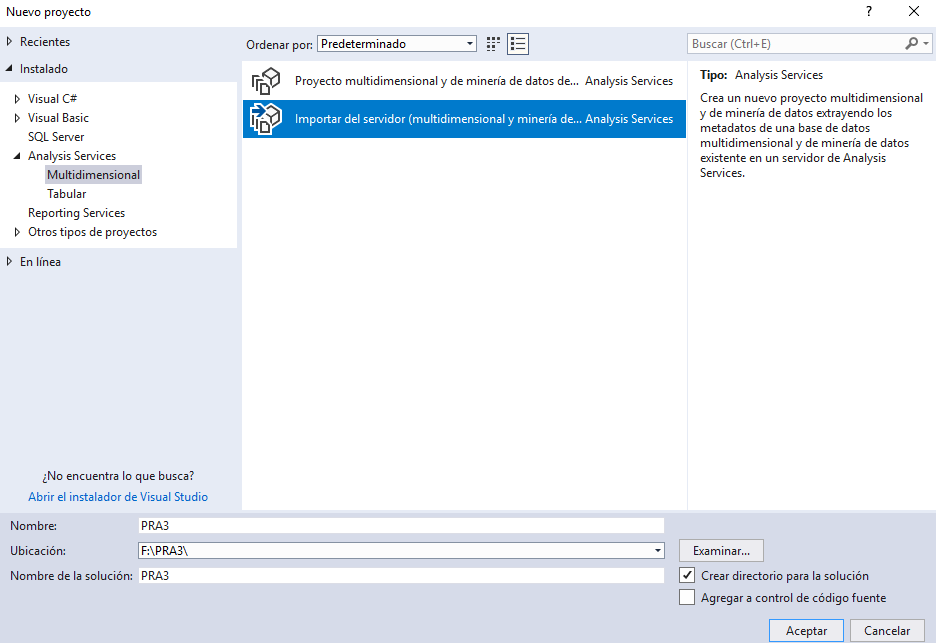 Nuevo proyecto
?
Recientes
Instalado
Visual C#
Visual Basic
SQL Server
Analysis Services
Multidimensional
Tabular
Reporting Services
Otros tipos de proyectos
En línea
¿No encuentra lo que busca?
Abrir el instalador de Visual Studio
Ordenar por: Predeterminado
Proyecto multidimensional y de minería de datos de... Analysis Services
Importar del servidor (multidimensional y minería de... Analysis Services
Buscar (Ctrl+E)
Tipo: Analysis Services
Crea un nuevo proyecto multidimensional
y de minería de datos extrayendo los
metadatos de una base de datos
multidimensional y de minería de datos
existente en un servidor de Analysis
Services.
Nombre: PRA3
Ubicación: F:\PRA3\
Examinar...
Nombre de la solución: PRA3
Crear directorio para la solución
Agregar a control de código fuente
Aceptar
Cancelar